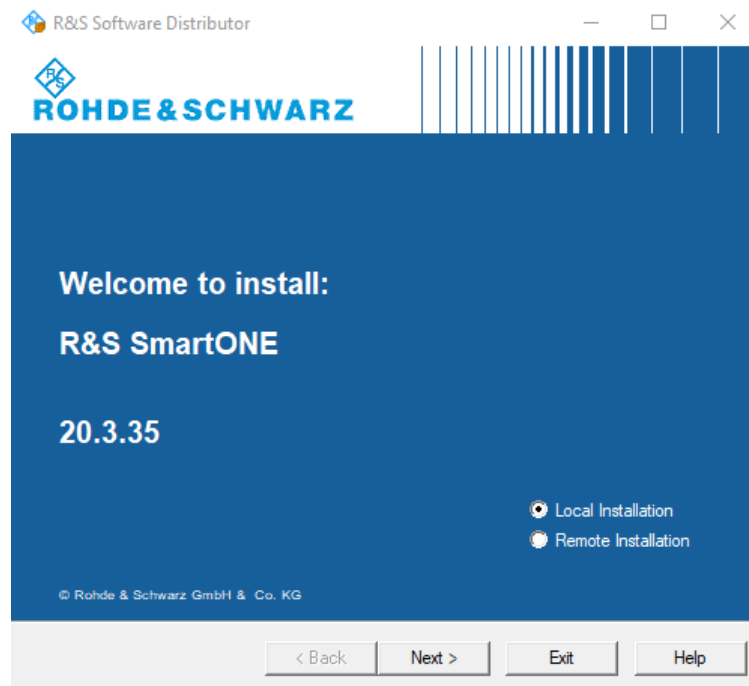 R&S Software Distributor
R&S
ROHDE&SCHWARZ
Welcome to install:
R&S SmartONE
20.3.35
Local Installation
Remote Installation
© Rohde & Schwarz GmbH & Co. KG
< Back Next > Exit Help